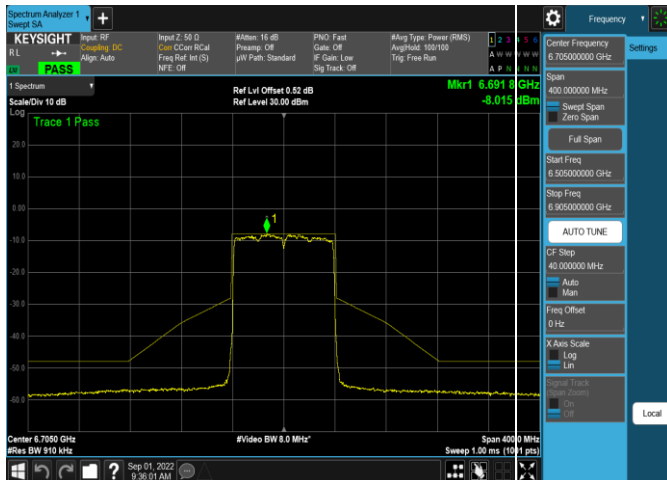 Spectrum Analyzer 1
Swept SA
+
Frequency
KEYSIGHT
R L
PASS
Input: RF
Coupling: DC
Align: Auto
Input Z: 50 Ω
Corr CCorr RCal
Freq Ref: Int (S)
NFE: Off
#Atten: 16 dB
Preamp: Off
µW Path: Standard
PNO: Fast
Gate: Off
IF Gain: Low
Sig Track: Off
#Avg Type: Power (RMS)
Avg|Hold: 100/100
Trig: Free Run
1 2 3 4 5 6
A W W W W W
A P N N N N
1 Spectrum
Scale/Div 10 dB
Log
Ref Lvl Offset 0.52 dB
Ref Level 30.00 dBm
Mkr1 6.691 8 GHz
-8.015 dBm
Trace 1 Pass
20.0
10.0
0.00
-10.0
-20.0
-30.0
-40.0
-50.0
-60.0
1
Center 6.7050 GHz
#Res BW 910 kHz
#Video BW 8.0 MHz*
Span 400.0 MHz
Sweep 1.00 ms (1001 pts)
Sep 01, 2022
9:36:01 AM
Center Frequency
6.705000000 GHz
Span
400.000000 MHz
Swept Span
Zero Span
Full Span
Start Freq
6.505000000 GHz
Stop Freq
6.905000000 GHz
AUTO TUNE
CF Step
40.000000 MHz
Auto
Man
Freq Offset
0 Hz
X Axis Scale
Log
Lin
Signal Track
(Span Zoom)
On
Off
Settings
Local